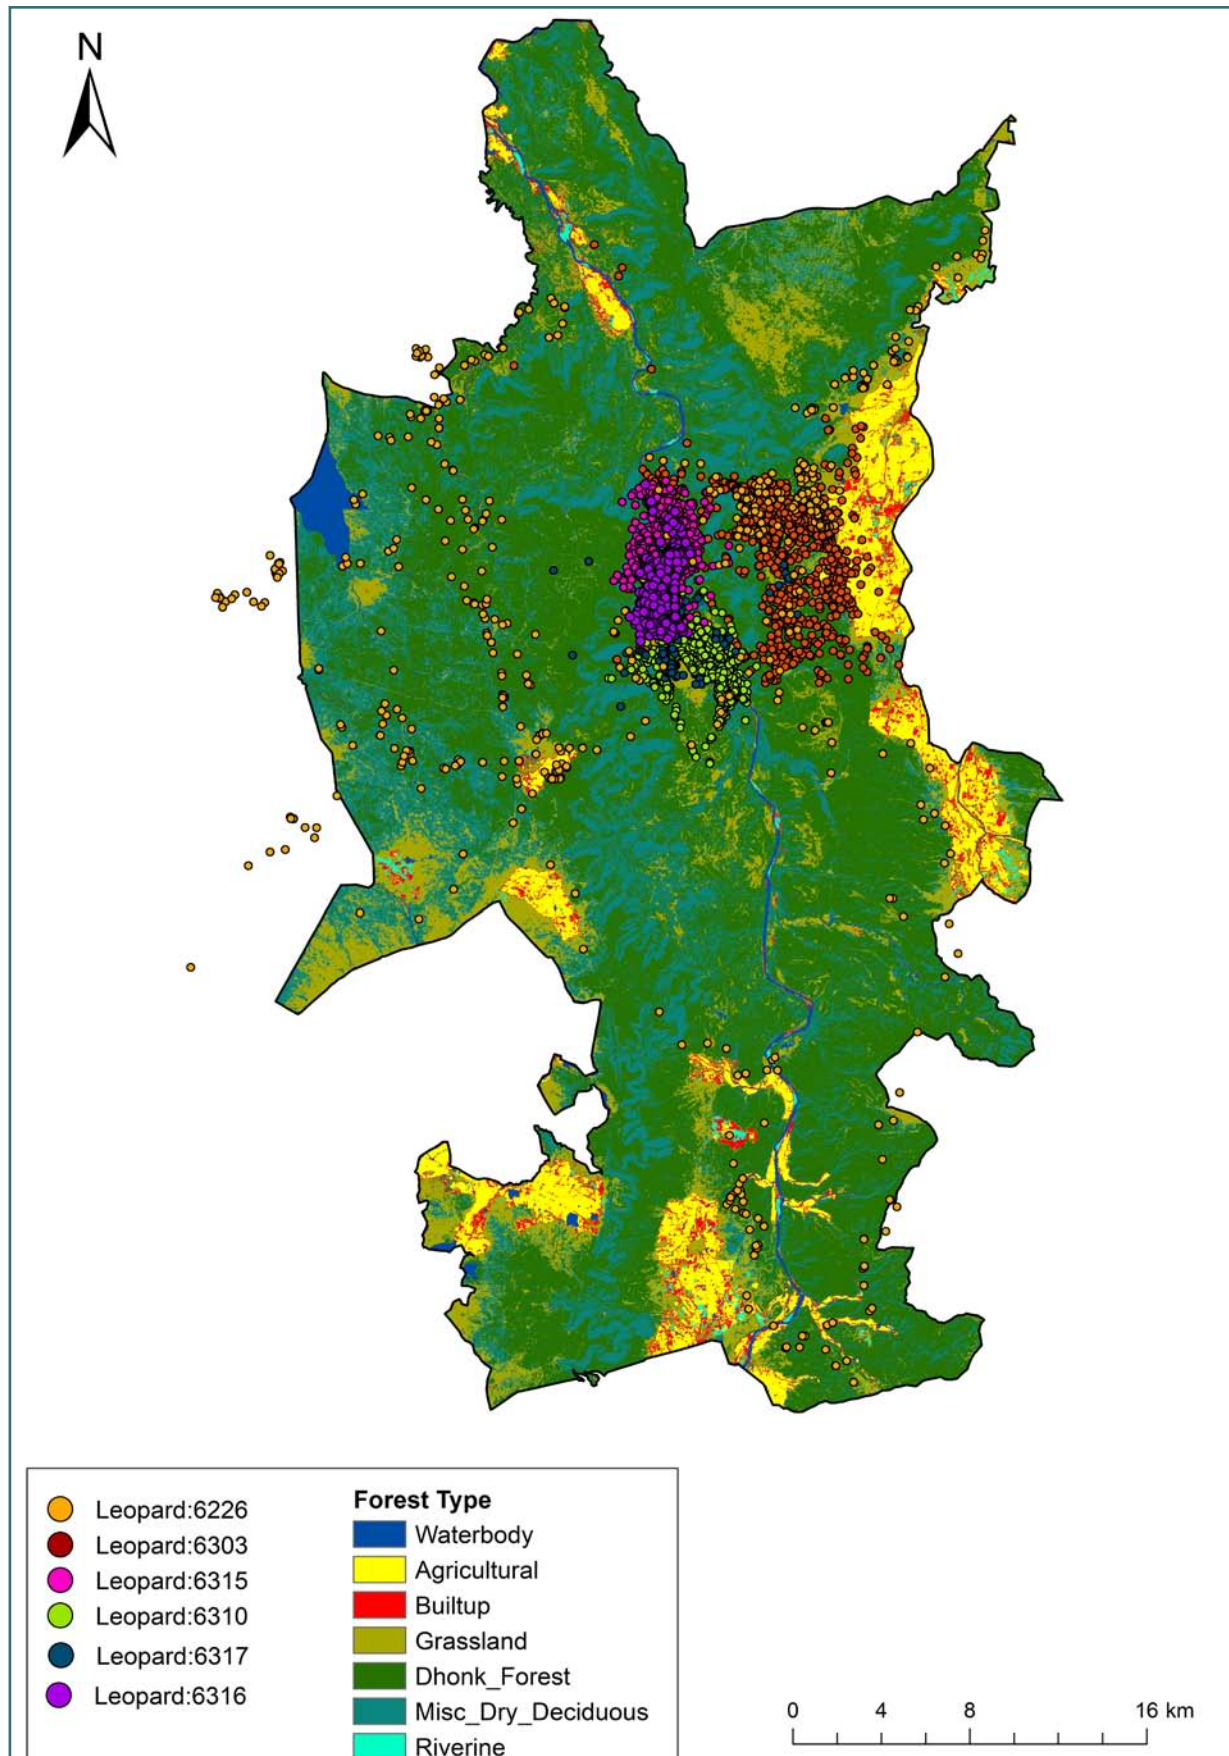 N
Leopard:6226
Leopard:6303
Leopard:6315
Leopard:6310
Leopard:6317
Leopard:6316
Forest Type
Waterbody
Agricultural
Builtup
Grassland
Dhonk_Forest
Misc_Dry_Deciduous
Riverine
0 4 8 16 km